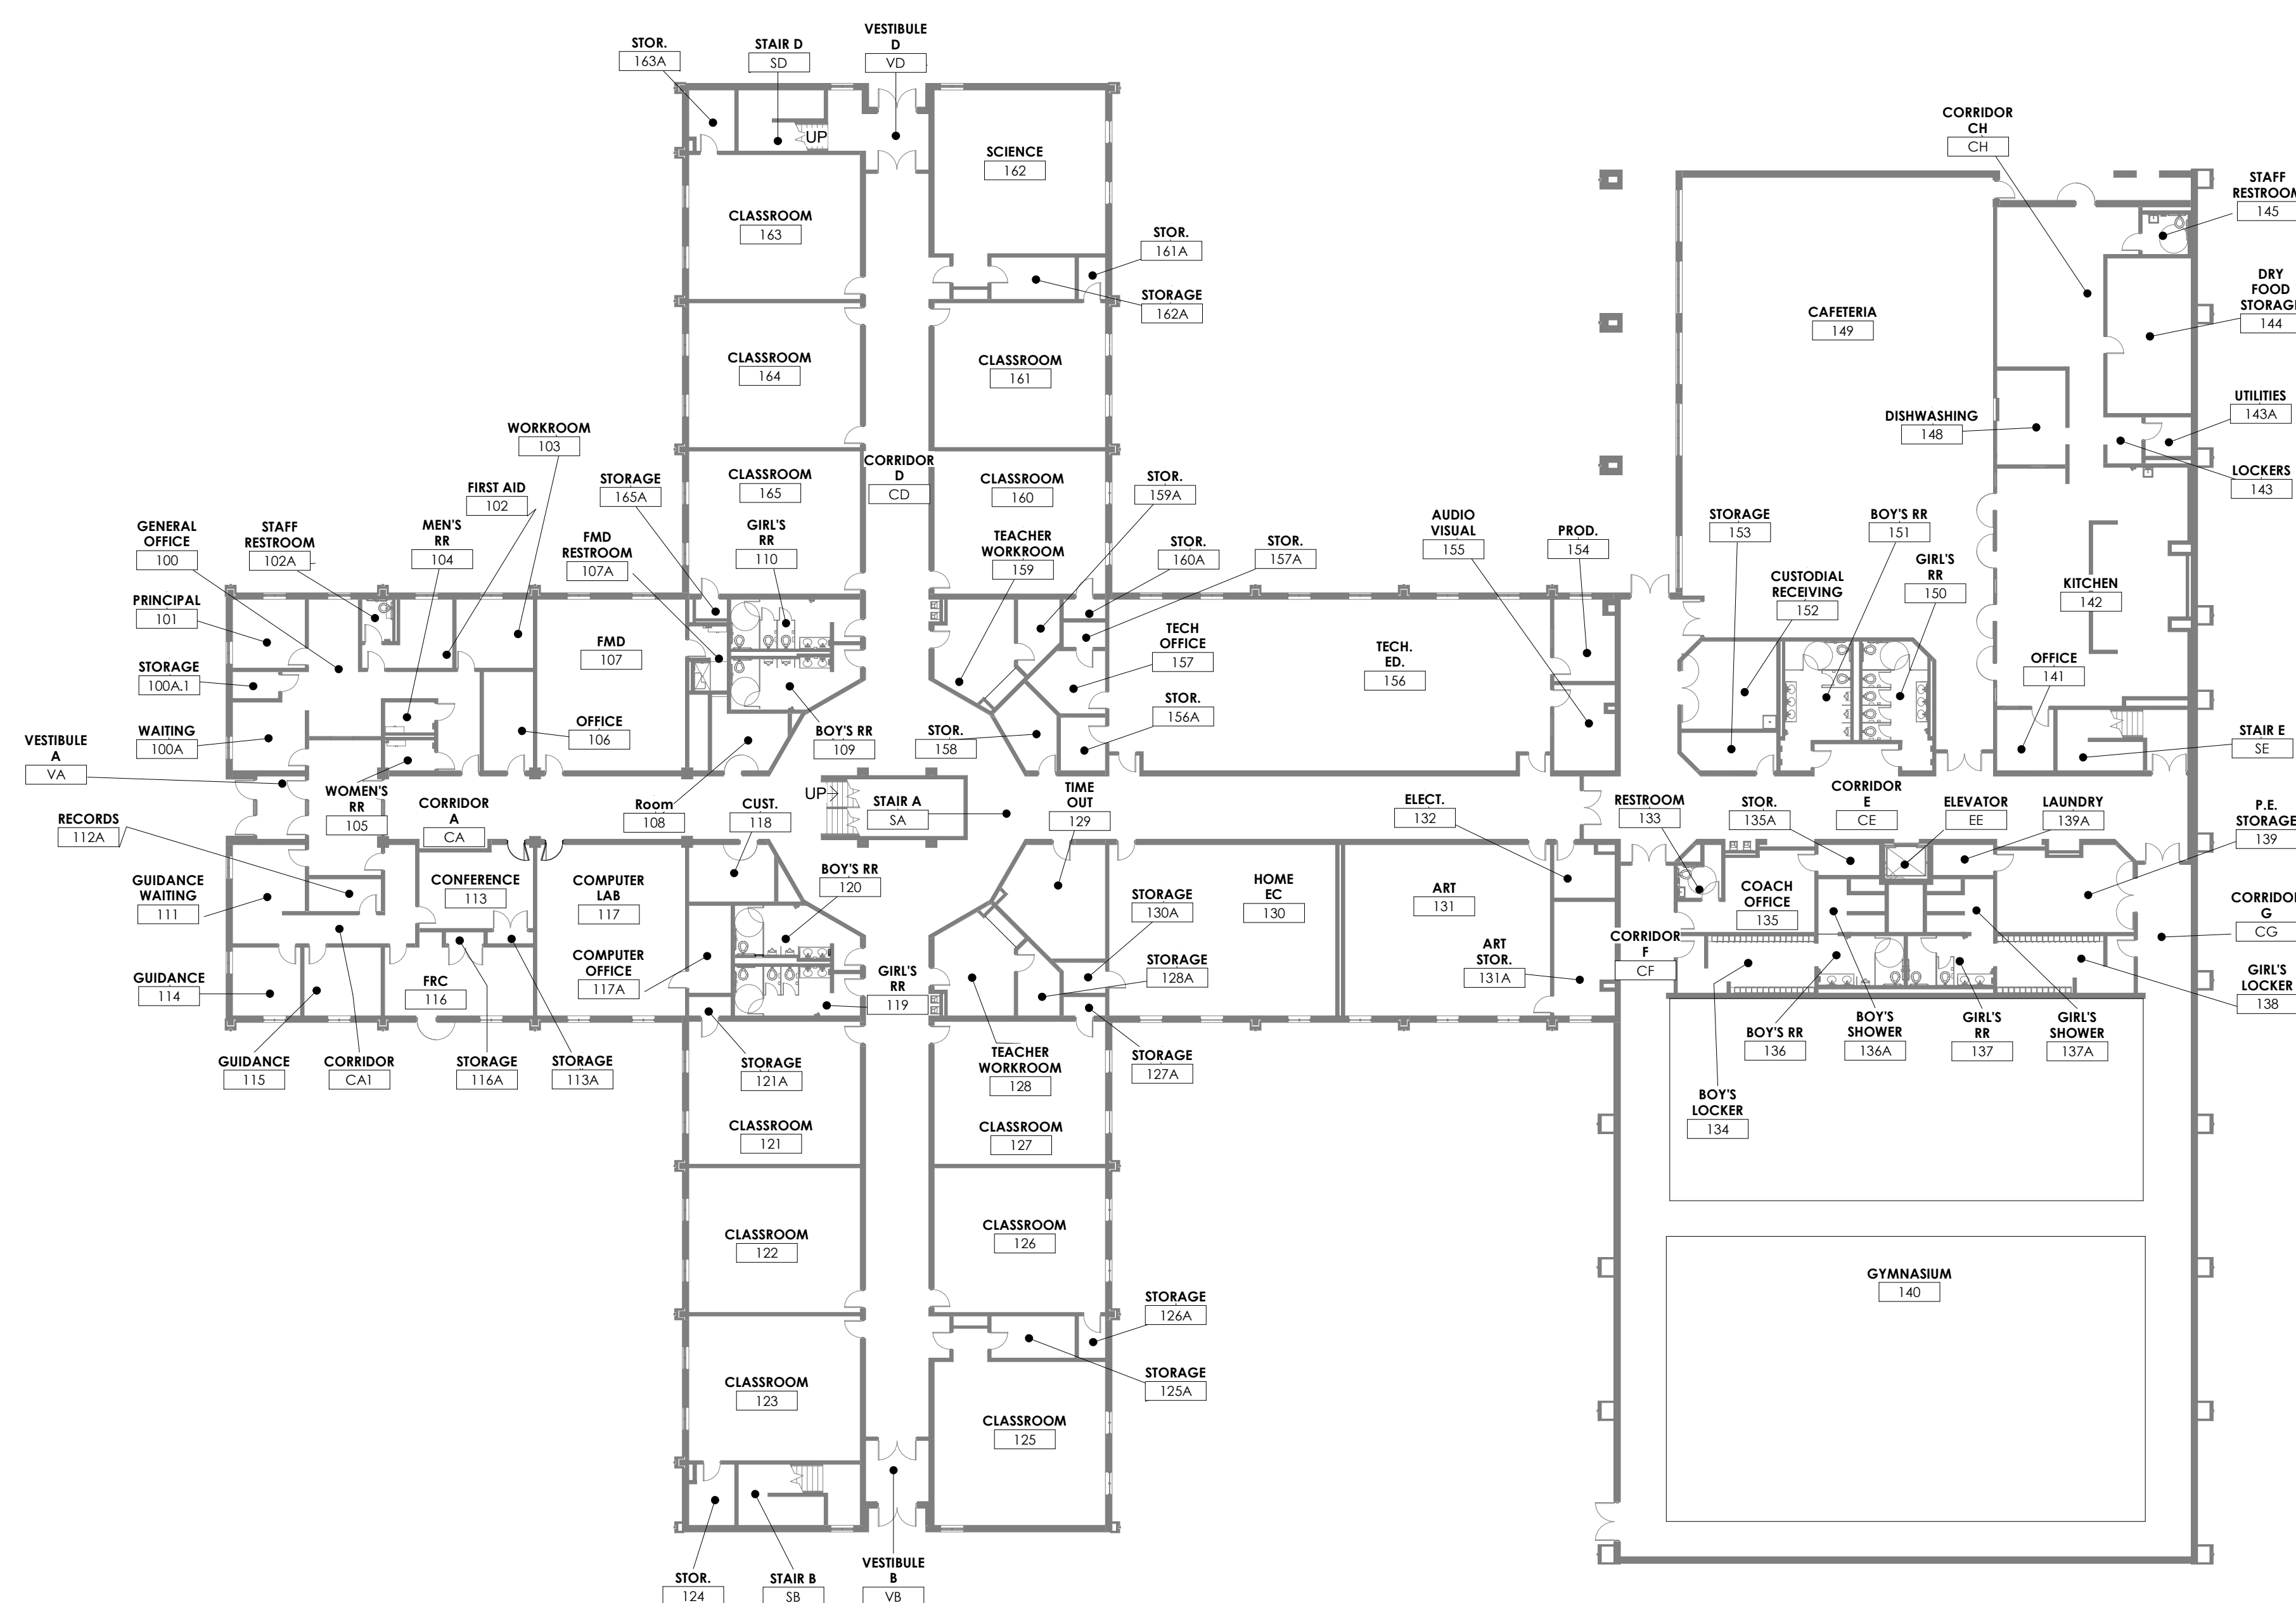 VESTIBULE
D
VD
STOR.
163A
STAIR D
SD
UP
CORRIDOR
CH
CH
SCIENCE
162
STAFF
RESTROOM
145
CLASSROOM
163
STOR.
161A
DRY
FOOD
STORAGE
144
STORAGE
162A
CAFETERIA
149
CLASSROOM
164
CLASSROOM
161
UTILITIES
143A
DISHWASHING
148
WORKROOM
103
CORRIDOR
D
CD
LOCKERS
143
CLASSROOM
165
CLASSROOM
160
STOR.
159A
STORAGE
165A
FIRST AID
102
GENERAL
OFFICE
100
STAFF
RESTROOM
102A
MEN'S
RR
104
FMD
RESTROOM
107A
GIRL'S
RR
110
TEACHER
WORKROOM
159
STOR.
160A
STOR.
157A
AUDIO
VISUAL
155
PROD.
154
STORAGE
153
BOY'S RR
151
GIRL'S
RR
150
CUSTODIAL
RECEIVING
152
KITCHEN
142
PRINCIPAL
101
FMD
107
TECH
OFFICE
157
TECH.
ED.
156
STORAGE
100A.1
OFFICE
141
WAITING
100A
OFFICE
106
BOY'S RR
109
STOR.
158
STOR.
156A
STAIR E
SE
VESTIBULE
A
VA
WOMEN'S
RR
105
CORRIDOR
A
CA
Room
108
CUST.
118
UP
STAIR A
SA
TIME
OUT
129
ELECT.
132
RESTROOM
133
STOR.
135A
CORRIDOR
E
CE
ELEVATOR
EE
LAUNDRY
139A
P.E.
STORAGE
139
RECORDS
112A
GUIDANCE
WAITING
111
CONFERENCE
113
COMPUTER
LAB
117
BOY'S RR
120
STORAGE
130A
HOME
EC
130
ART
131
COACH
OFFICE
135
G
CG
CORRIDOR
F
CF
ART
STOR.
131A
COMPUTER
OFFICE
117A
STORAGE
128A
GIRL'S
RR
119
GUIDANCE
114
FRC
116
GIRL'S
LOCKER
138
BOY'S RR
136
BOY'S
SHOWER
136A
GIRL'S
RR
137
GIRL'S
SHOWER
137A
GUIDANCE
115
CORRIDOR
CA1
STORAGE
116A
STORAGE
113A
STORAGE
121A
TEACHER
WORKROOM
128
STORAGE
127A
BOY'S
LOCKER
134
CLASSROOM
121
CLASSROOM
127
CLASSROOM
122
CLASSROOM
126
GYMNASIUM
140
STORAGE
126A
STORAGE
125A
CLASSROOM
123
CLASSROOM
125
STOR.
124
STAIR B
SB
VESTIBULE
B
VB